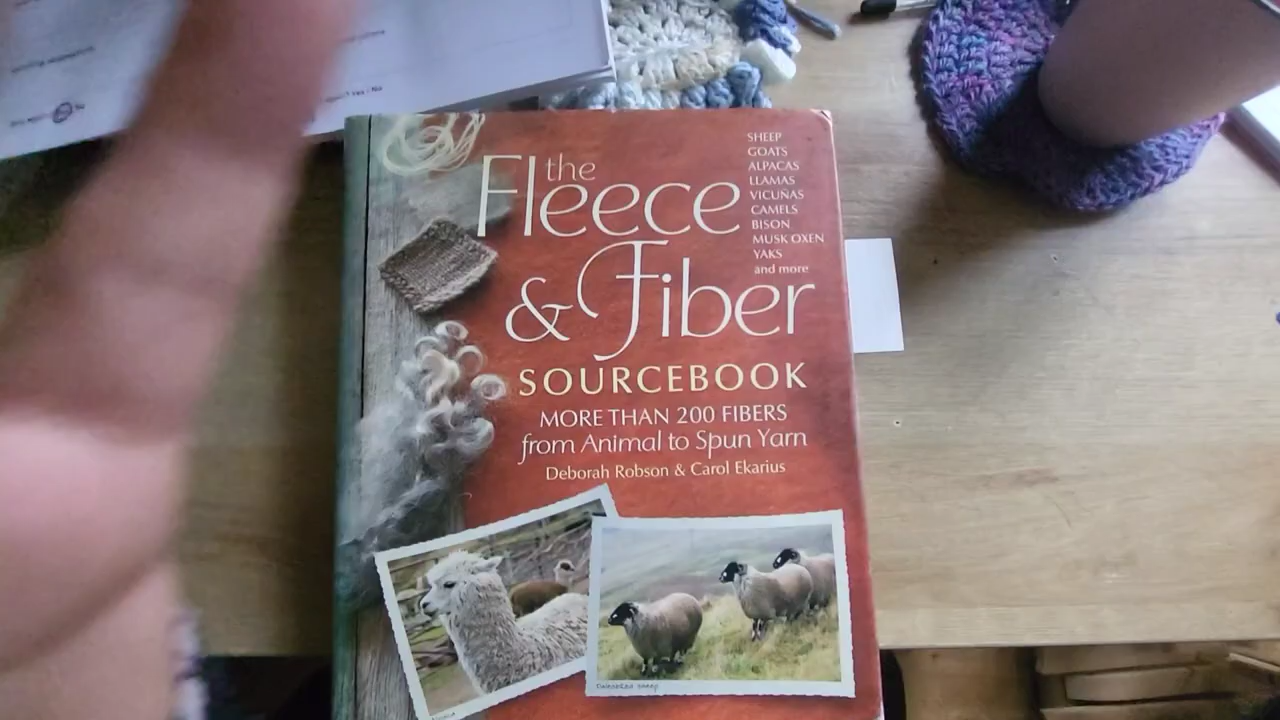 the
Fleece
& Fiber
SOURCEBOOK
MORE THAN 200 FIBERS
from Animal to Spun Yarn
Deborah Robson & Carol Ekarius
SHEEP
GOATS
ALPACAS
LLAMAS
VICUÑAS
CAMELS
BISON
MUSK OXEN
YAKS
and more